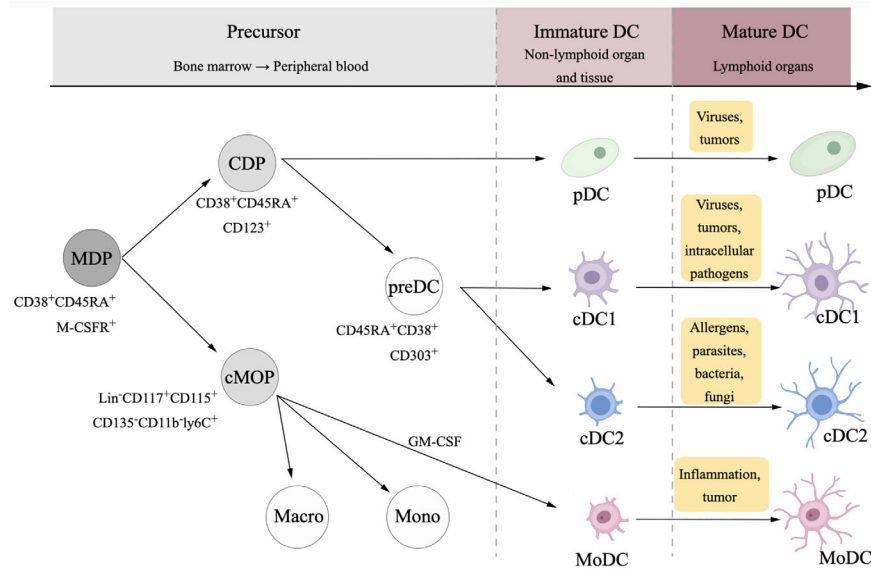 Precursor
Bone marrow → Peripheral blood
Immature DC
Non-lymphoid organ
and tissue
Mature DC
Lymphoid organs
CDP
CD38⁺CD45RA⁺
CD123⁺
MDP
CD38⁺CD45RA⁺
M-CSFR⁺
preDC
CD45RA⁺CD38⁺
CD303⁺
cMOP
Lin⁻CD117⁺CD115⁺
CD135⁻CD11b⁻ly6C⁺
GM-CSF
Macro
Mono
pDC
Viruses,
tumors
pDC
cDC1
Viruses,
tumors,
intracellular
pathogens
cDC1
cDC2
Allergens,
parasites,
bacteria,
fungi
cDC2
MoDC
Inflammation,
tumor
MoDC